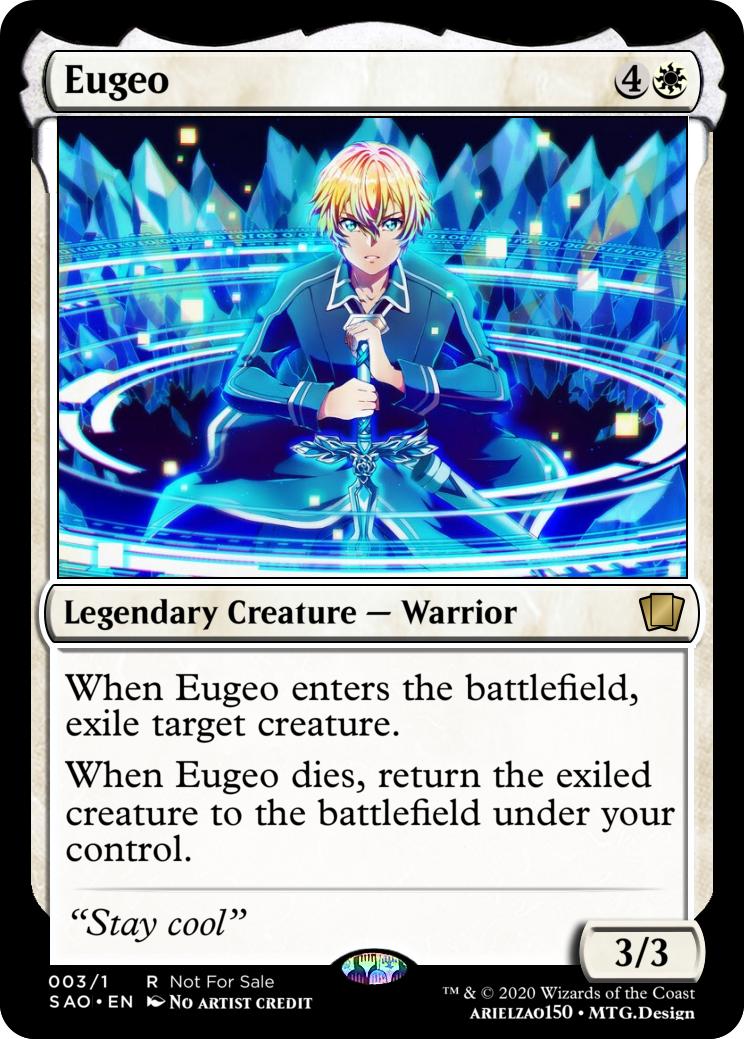 Eugeo 4
Legendary Creature — Warrior
When Eugeo enters the battlefield,
exile target creature.
When Eugeo dies, return the exiled
creature to the battlefield under your
control.
“Stay cool”
3/3
003/1 R Not For Sale
SAO • EN No artist credit
™ & © 2020 Wizards of the Coast
arielzao150 • MTG.Design